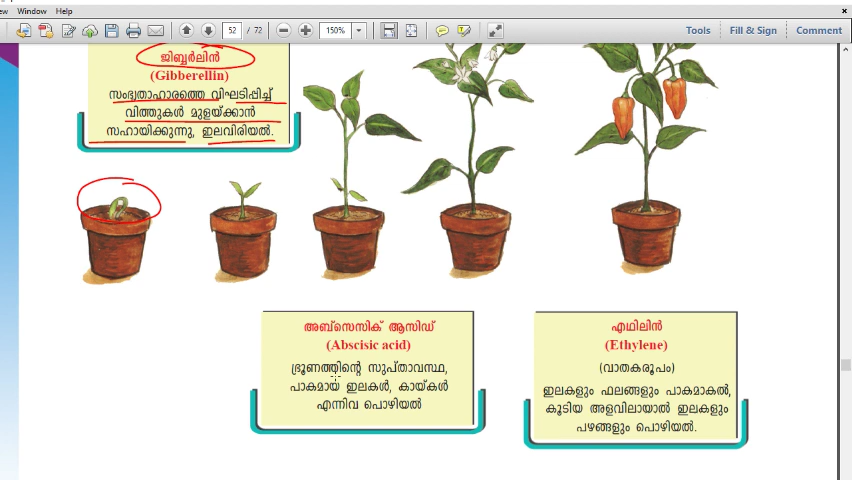 Window Help
52 / 72
150%
Tools Fill & Sign Comment
ജിബ്ബർലിൻ
(Gibberellin)
സംഭൃതാഹാരത്തെ വിഘടിപ്പിച്ച്
വിത്തുകൾ മുളയ്ക്കാൻ
സഹായിക്കുന്നു, ഇലവിരിയൽ.
അബ്സെസിക് ആസിഡ്
(Abscisic acid)
ഭ്രൂണത്തിന്റെ സുപ്താവസ്ഥ,
പാകമായ ഇലകൾ, കായ്കൾ
എന്നിവ പൊഴിയൽ
എഥിലിൻ
(Ethylene)
(വാതകരൂപം)
ഇലകളും ഫലങ്ങളും പാകമാകൽ,
കൂടിയ അളവിലായാൽ ഇലകളും
പഴങ്ങളും പൊഴിയൽ.